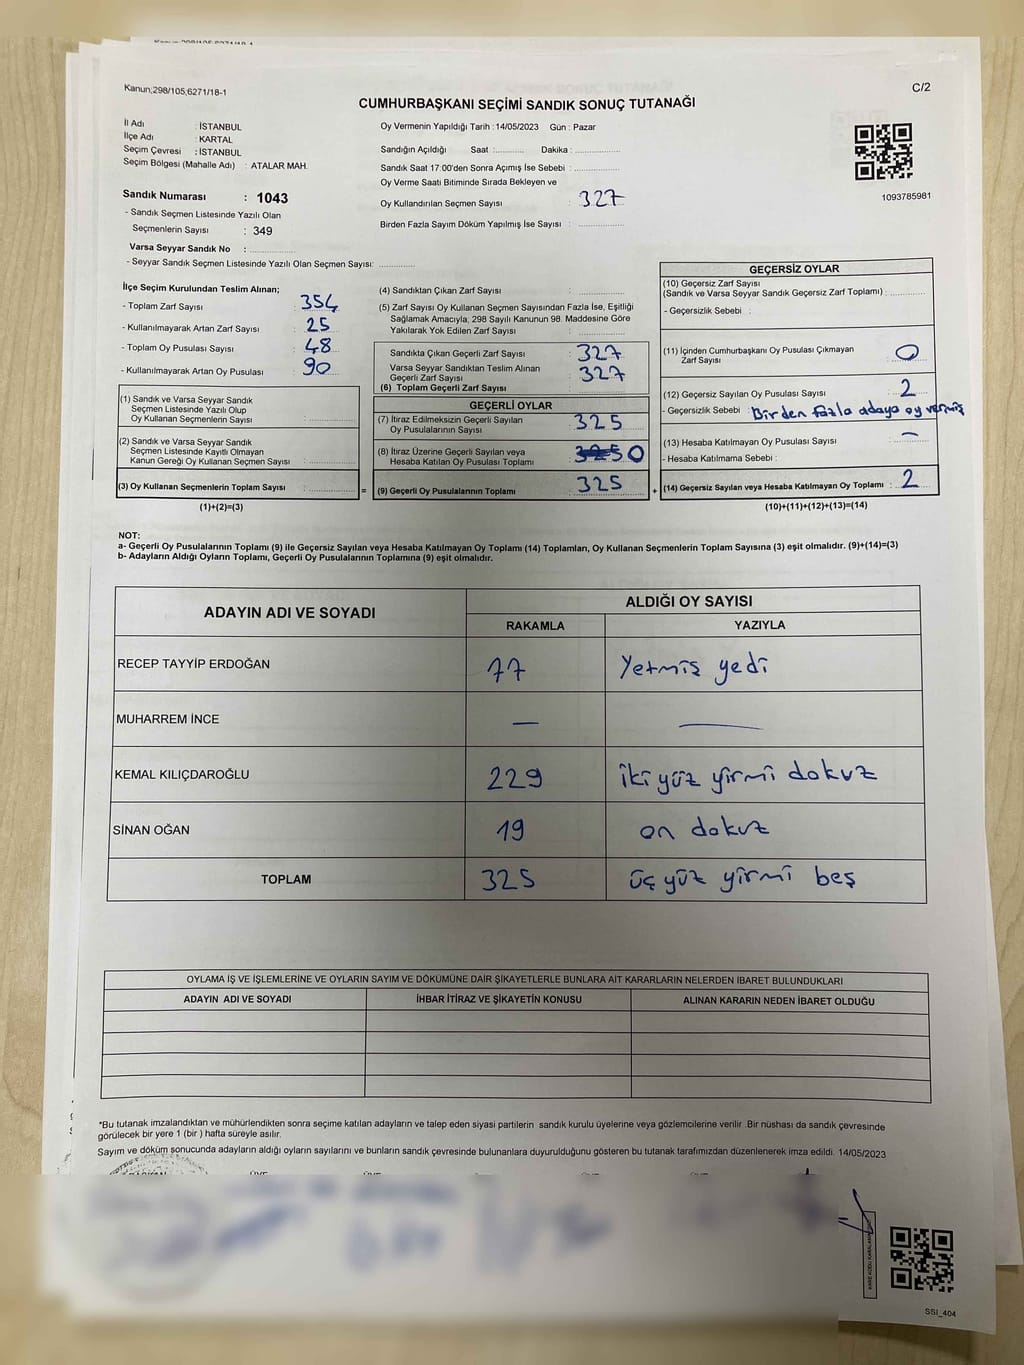 Kanun;298/105;6271/18-1
C/2
CUMHURBAŞKANI SEÇİMİ SANDIK SONUÇ TUTANAĞI
İl Adı : İSTANBUL
İlçe Adı : KARTAL
Seçim Çevresi : İSTANBUL
Seçim Bölgesi (Mahalle Adı) : ATALAR MAH.
Sandık Numarası : 1043
- Sandık Seçmen Listesinde Yazılı Olan
Seçmenlerin Sayısı : 349
Varsa Seyyar Sandık No : ..............
- Seyyar Sandık Seçmen Listesinde Yazılı Olan Seçmen Sayısı: ............
Oy Vermenin Yapıldığı Tarih : 14/05/2023 Gün : Pazar
Sandığın Açıldığı Saat :.......... Dakika : ..............
Sandık Saat 17:00'den Sonra Açımış İse Sebebi : ..............
Oy Verme Saati Bitiminde Sırada Bekleyen ve
Oy Kullandırılan Seçmen Sayısı : 327
Birden Fazla Sayım Döküm Yapılmış İse Sayısı : ..............
1093785981
İlçe Seçim Kurulundan Teslim Alınan;
- Toplam Zarf Sayısı : 354
- Kullanılmayarak Artan Zarf Sayısı : 25
- Toplam Oy Pusulası Sayısı : 48
- Kullanılmayarak Artan Oy Pusulası : 90
(1) Sandık ve Varsa Seyyar Sandık
Seçmen Listesinde Yazılı Olup
Oy Kullanan Seçmenlerin Sayısı : ..............
(2) Sandık ve Varsa Seyyar Sandık
Seçmen Listesinde Kayıtlı Olmayan
Kanun Gereği Oy Kullanan Seçmen Sayısı : ..............
(3) Oy Kullanan Seçmenlerin Toplam Sayısı : ..............
(1)+(2)=(3)
(4) Sandıktan Çıkan Zarf Sayısı : ..............
(5) Zarf Sayısı Oy Kullanan Seçmen Sayısından Fazla İse, Eşitliği
Sağlamak Amacıyla, 298 Sayılı Kanunun 98. Maddesine Göre
Yakılarak Yok Edilen Zarf Sayısı : ..............
Sandıkta Çıkan Geçerli Zarf Sayısı : 327
Varsa Seyyar Sandıktan Teslim Alınan
Geçerli Zarf Sayısı : 327
(6) Toplam Geçerli Zarf Sayısı :
GEÇERLİ OYLAR
(7) İtiraz Edilmeksizin Geçerli Sayılan
Oy Pusulalarının Sayısı : 325
(8) İtiraz Üzerine Geçerli Sayılan veya
Hesaba Katılan Oy Pusulası Toplamı : 325 0
= (9) Geçerli Oy Pusulalarının Toplamı : 325 +
GEÇERSİZ OYLAR
(10) Geçersiz Zarf Sayısı
(Sandık ve Varsa Seyyar Sandık Geçersiz Zarf Toplamı) : ..............
- Geçersizlik Sebebi :
(11) İçinden Cumhurbaşkanı Oy Pusulası Çıkmayan
Zarf Sayısı : 0
(12) Geçersiz Sayılan Oy Pusulası Sayısı : 2
- Geçersizlik Sebebi : Birden fazla adaya oy vermiş
(13) Hesaba Katılmayan Oy Pusulası Sayısı : —
- Hesaba Katılmama Sebebi :
(14) Geçersiz Sayılan veya Hesaba Katılmayan Oy Toplamı : 2
(10)+(11)+(12)+(13)=(14)
NOT:
a- Geçerli Oy Pusulalarının Toplamı (9) ile Geçersiz Sayılan veya Hesaba Katılmayan Oy Toplamı (14) Toplamları, Oy Kullanan Seçmenlerin Toplam Sayısına (3) eşit olmalıdır. (9)+(14)=(3)
b- Adayların Aldığı Oyların Toplamı, Geçerli Oy Pusulalarının Toplamına (9) eşit olmalıdır.
ADAYIN ADI VE SOYADI ALDIĞI OY SAYISI
RAKAMLA YAZIYLA
RECEP TAYYİP ERDOĞAN 77 Yetmiş yedi
MUHARREM İNCE — —
KEMAL KILIÇDAROĞLU 229 iki yüz yirmi dokuz
SİNAN OĞAN 19 on dokuz
TOPLAM 325 üç yüz yirmi beş
OYLAMA İŞ VE İŞLEMLERİNE VE OYLARIN SAYIM VE DÖKÜMÜNE DAİR ŞİKAYETLERLE BUNLARA AİT KARARLARIN NELERDEN İBARET BULUNDUKLARI
ADAYIN ADI VE SOYADI İHBAR İTİRAZ VE ŞİKAYETİN KONUSU ALINAN KARARIN NEDEN İBARET OLDUĞU
*Bu tutanak imzalandıktan ve mühürlendikten sonra seçime katılan adayların ve talep eden siyasi partilerin sandık kurulu üyelerine veya gözlemcilerine verilir .Bir nüshası da sandık çevresinde
görülecek bir yere 1 (bir ) hafta süreyle asılır.
Sayım ve döküm sonucunda adayların aldığı oyların sayılarını ve bunların sandık çevresinde bulunanlara duyurulduğunu gösteren bu tutanak tarafımızdan düzenlenerek imza edildi. 14/05/2023
SSI_404